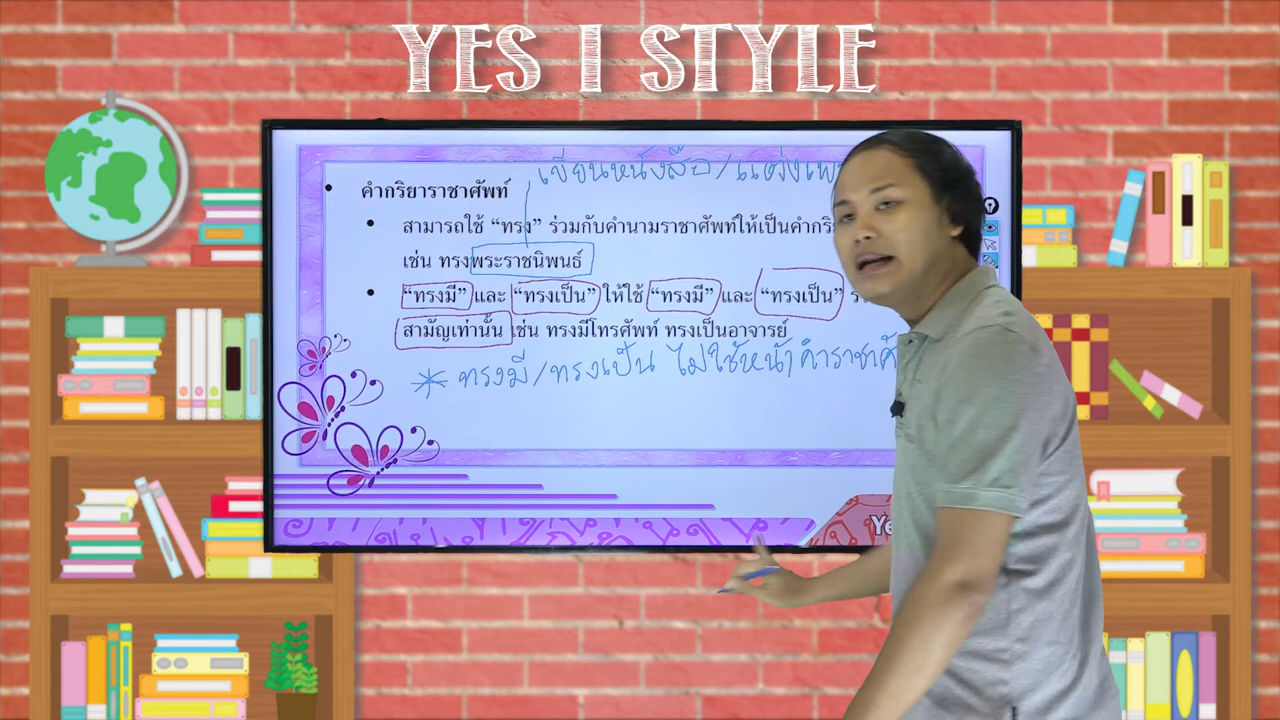 YES I STYLE
เขียนหนังสือ/แต่งเพ
• คำกริยาราชาศัพท์
• สามารถใช้ “ทรง” ร่วมกับคำนามราชาศัพท์ให้เป็นคำกริ
เช่น ทรงพระราชนิพนธ์
• “ทรงมี” และ “ทรงเป็น” ให้ใช้ “ทรงมี” และ “ทรงเป็น”
สามัญเท่านั้น เช่น ทรงมีโทรศัพท์ ทรงเป็นอาจารย์
* ทรงมี/ทรงเป็น ไม่ใช้หน้าคำราชาศั
Ye